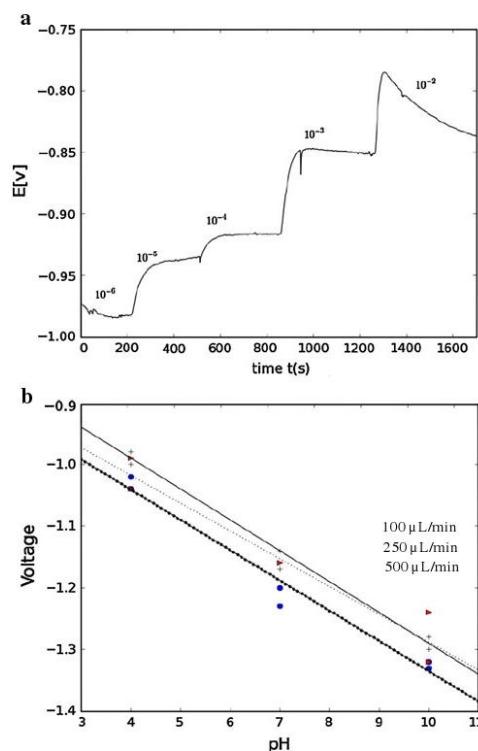 a
−0.75
−0.80
−0.85
−0.90
−0.95
−1.00
E[v]
10⁻⁶
10⁻⁵
10⁻⁴
10⁻³
10⁻²
0 200 400 600 800 1000 1200 1400 1600
time t(s)
b
−0.9
−1.0
−1.1
−1.2
−1.3
−1.4
Voltage
100 µL/min
250 µL/min
500 µL/min
3 4 5 6 7 8 9 10 11
pH